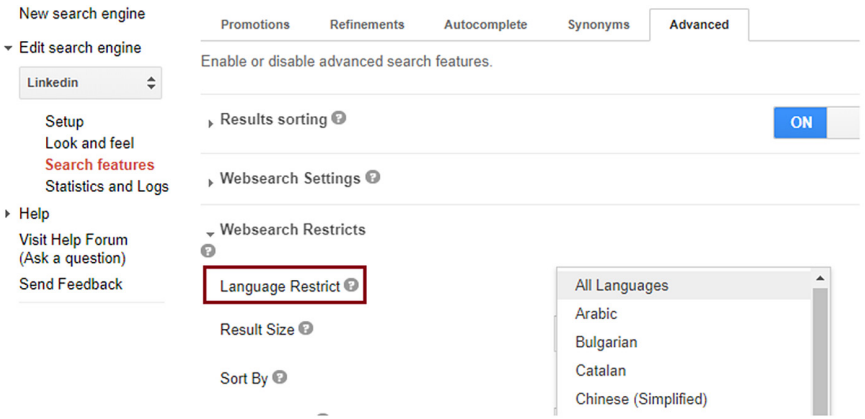 New search engine
Edit search engine
Linkedin
Setup
Look and feel
Search features
Statistics and Logs
Help
Visit Help Forum
(Ask a question)
Send Feedback
Promotions Refinements Autocomplete Synonyms Advanced
Enable or disable advanced search features.
Results sorting ?
ON
Websearch Settings ?
Websearch Restricts
?
Language Restrict ?
Result Size ?
Sort By ?
All Languages
Arabic
Bulgarian
Catalan
Chinese (Simplified)